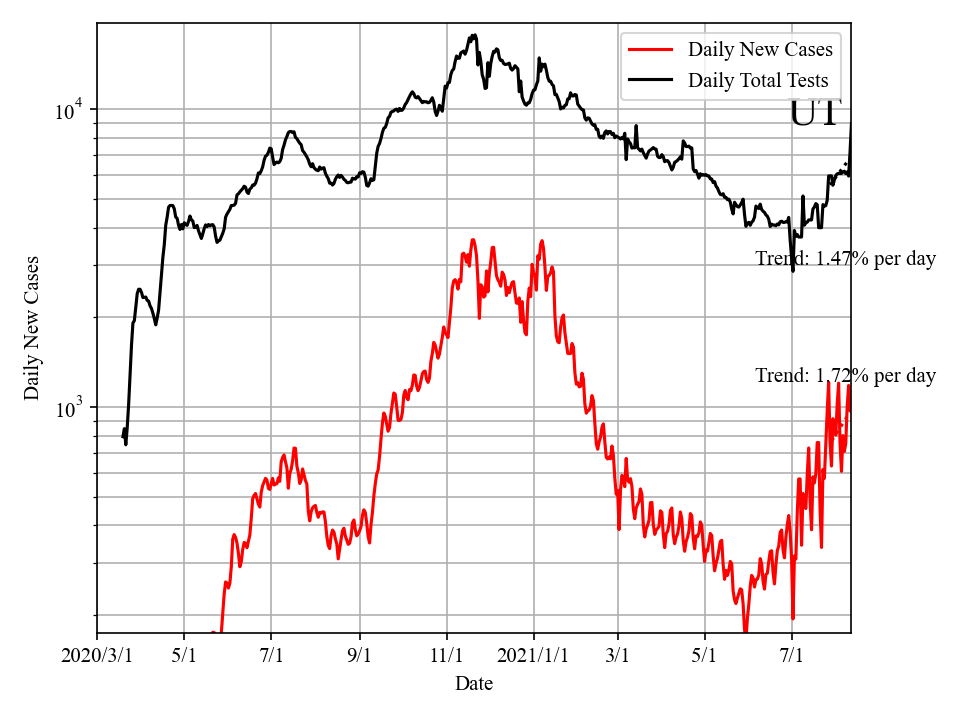 Daily New Cases
Daily Total Tests
UT
10^4
Trend: 1.47% per day
Trend: 1.72% per day
10^3
Daily New Cases
2020/3/1 5/1 7/1 9/1 11/1 2021/1/1 3/1 5/1 7/1
Date